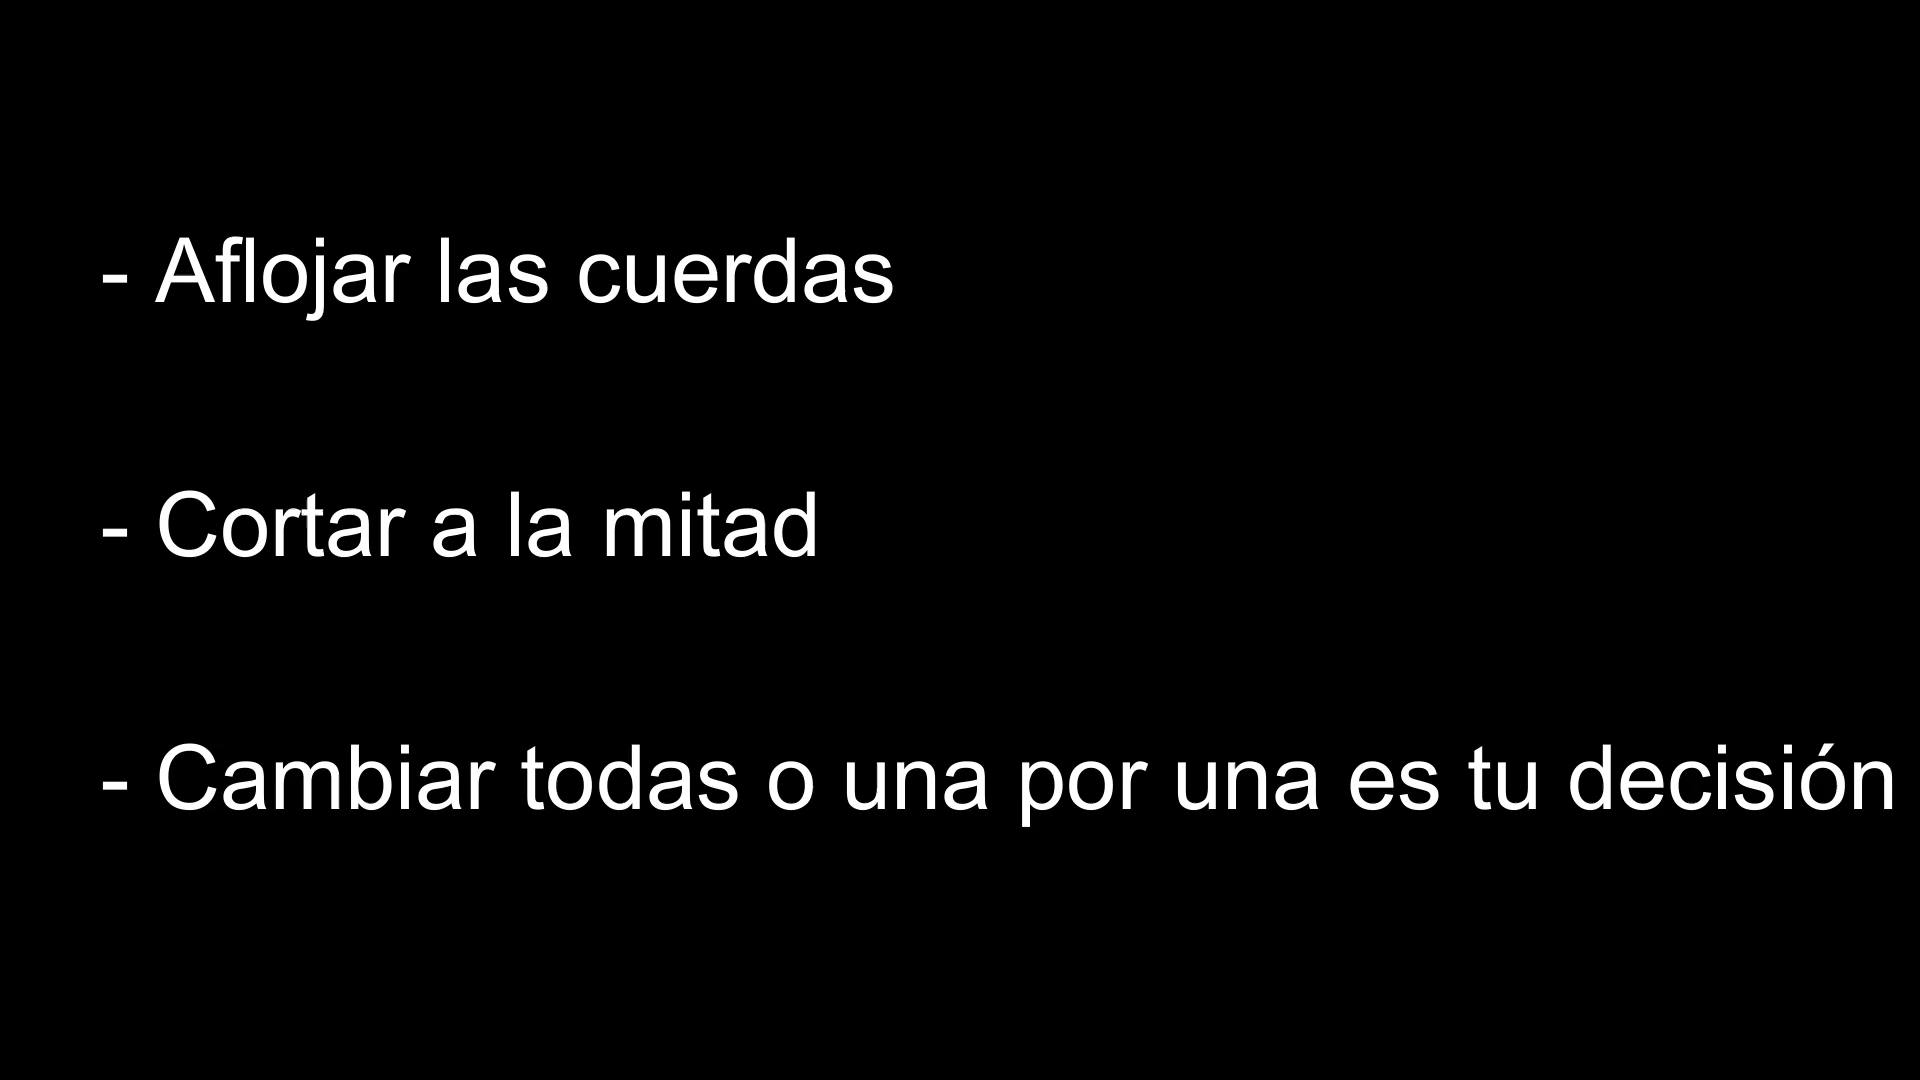 - Aflojar las cuerdas
- Cortar a la mitad
- Cambiar todas o una por una es tu decisión